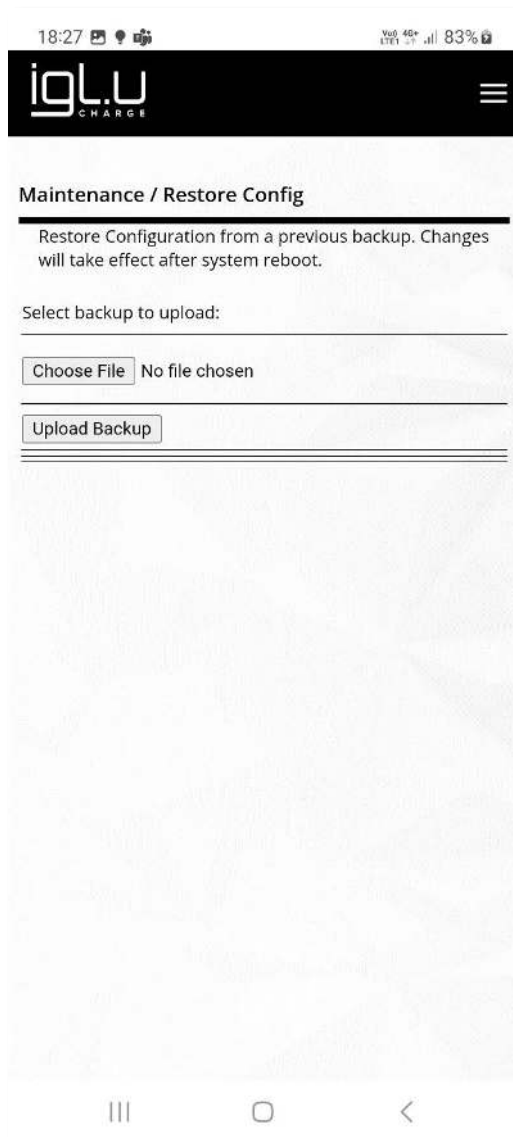 18:27
83%
igl.u
CHARGE
Maintenance / Restore Config
Restore Configuration from a previous backup. Changes
will take effect after system reboot.
Select backup to upload:
Choose File No file chosen
Upload Backup